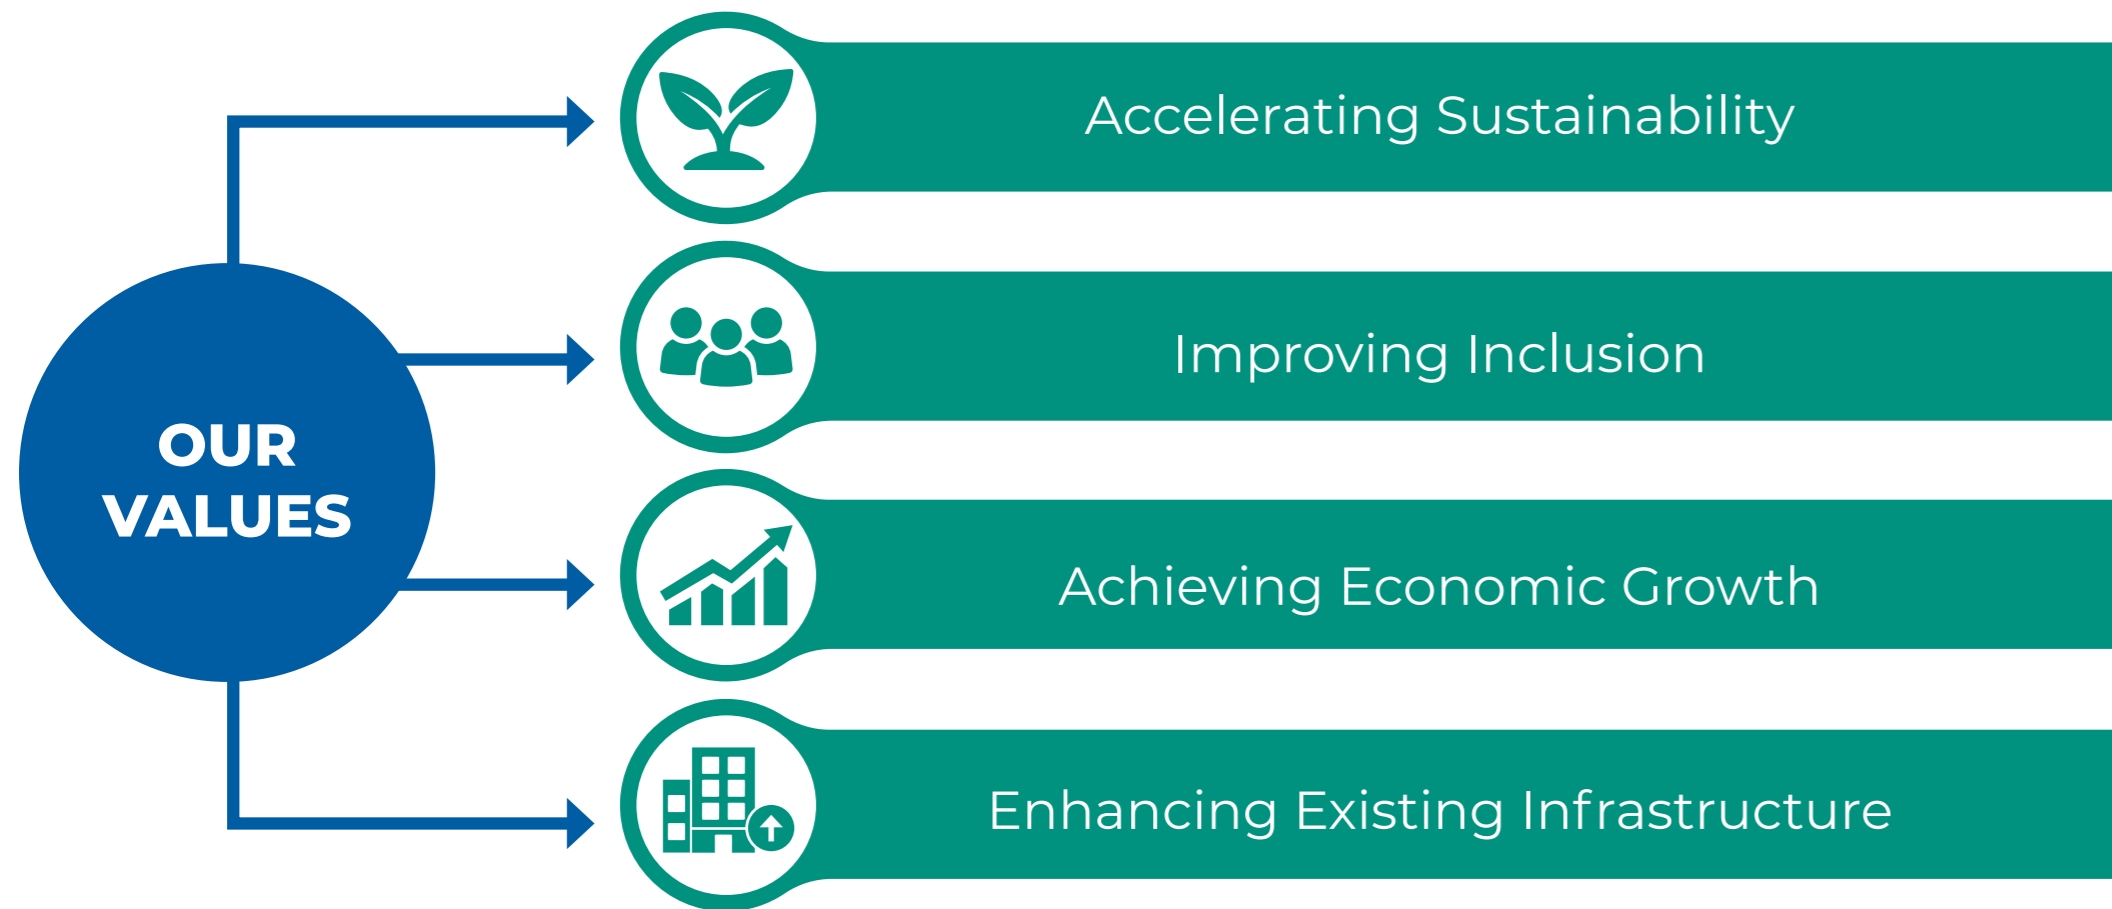 OUR
VALUES
Accelerating Sustainability
Improving Inclusion
Achieving Economic Growth
Enhancing Existing Infrastructure